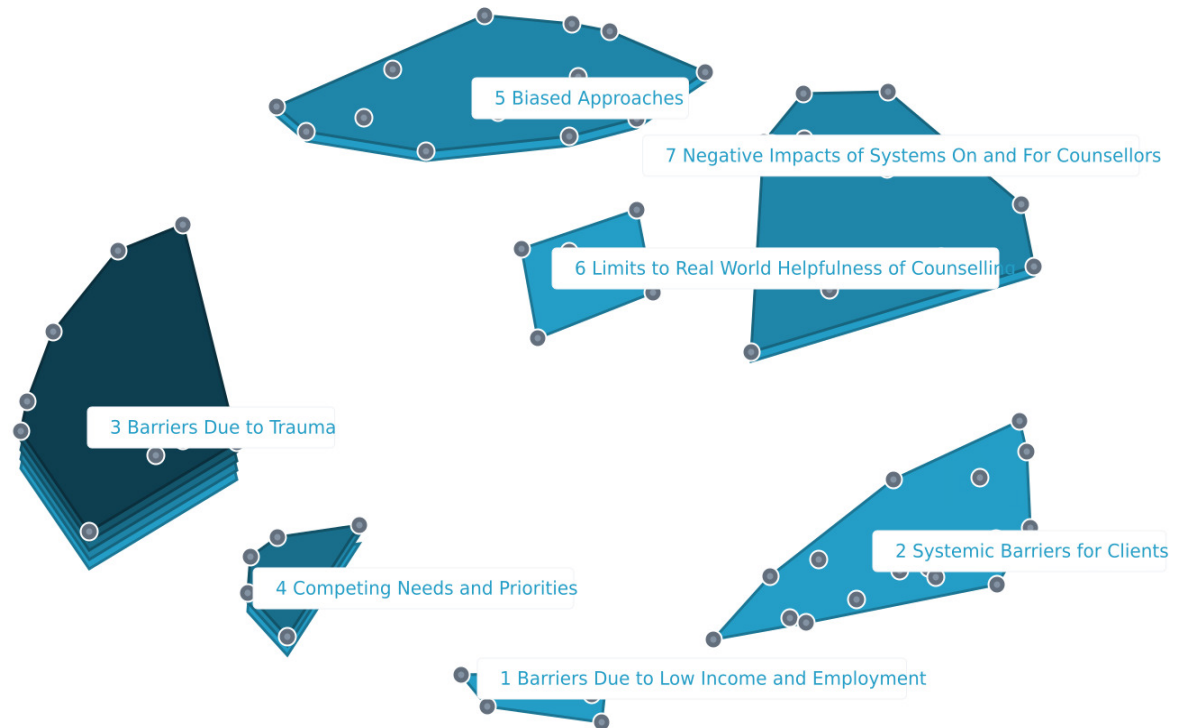 5 Biased Approaches
7 Negative Impacts of Systems On and For Counsellors
6 Limits to Real World Helpfulness of Counselling
3 Barriers Due to Trauma
2 Systemic Barriers for Clients
4 Competing Needs and Priorities
1 Barriers Due to Low Income and Employment